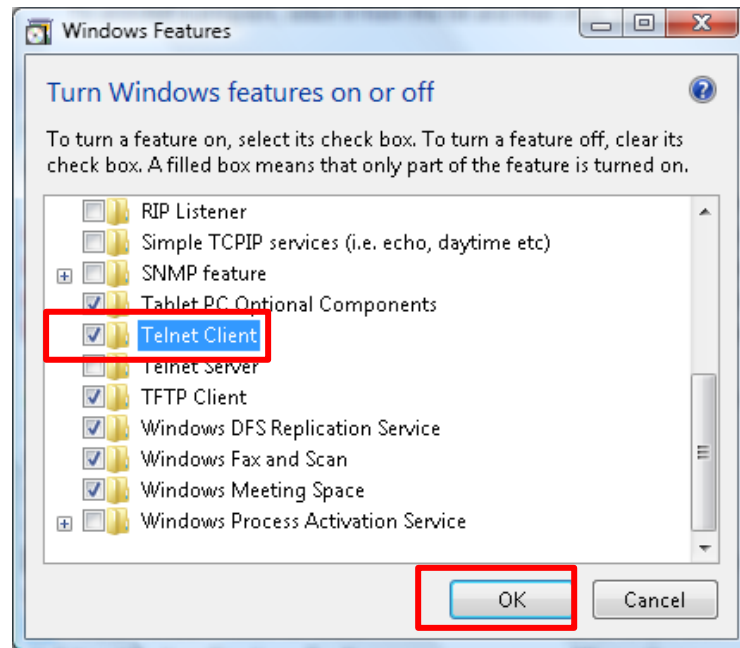 Windows Features
Turn Windows features on or off
To turn a feature on, select its check box. To turn a feature off, clear its
check box. A filled box means that only part of the feature is turned on.
RIP Listener
Simple TCPIP services (i.e. echo, daytime etc)
SNMP feature
Tablet PC Optional Components
Telnet Client
Telnet Server
TFTP Client
Windows DFS Replication Service
Windows Fax and Scan
Windows Meeting Space
Windows Process Activation Service
OK
Cancel